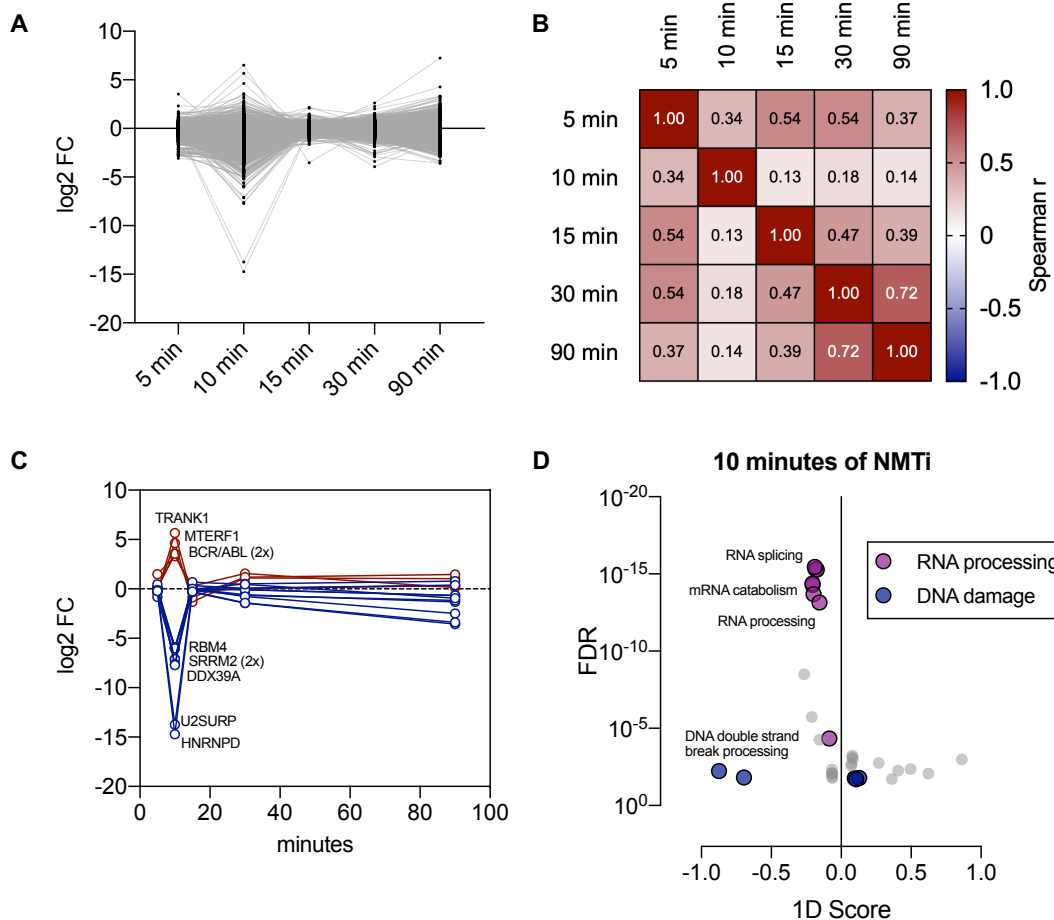 A
log2 FC
10
5
0
-5
-10
-15
-20
5 min
10 min
15 min
30 min
90 min
B
5 min
10 min
15 min
30 min
90 min
5 min
1.00 0.34 0.54 0.54 0.37
10 min
0.34 1.00 0.13 0.18 0.14
15 min
0.54 0.13 1.00 0.47 0.39
30 min
0.54 0.18 0.47 1.00 0.72
90 min
0.37 0.14 0.39 0.72 1.00
1.0
0.5
0
-0.5
-1.0
Spearman r
C
log2 FC
10
5
0
-5
-10
-15
-20
TRANK1
MTERF1
BCR/ABL (2x)
RBM4
SRRM2 (2x)
DDX39A
U2SURP
HNRNPD
0 20 40 60 80 100
minutes
D
10 minutes of NMTi
FDR
10-20
10-15
10-10
10-5
100
RNA splicing
mRNA catabolism
RNA processing
DNA double strand
break processing
RNA processing
DNA damage
-1.0 -0.5 0.0 0.5 1.0
1D Score